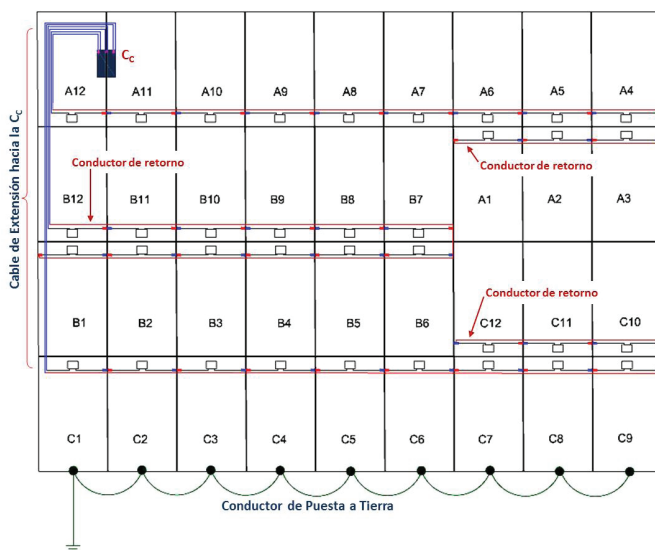 C_C
Cable de Extensión hacia la C_C
A12 A11 A10 A9 A8 A7 A6 A5 A4
Conductor de retorno
Conductor de retorno
B12 B11 B10 B9 B8 B7 A1 A2 A3
Conductor de retorno
B1 B2 B3 B4 B5 B6 C12 C11 C10
C1 C2 C3 C4 C5 C6 C7 C8 C9
Conductor de Puesta a Tierra